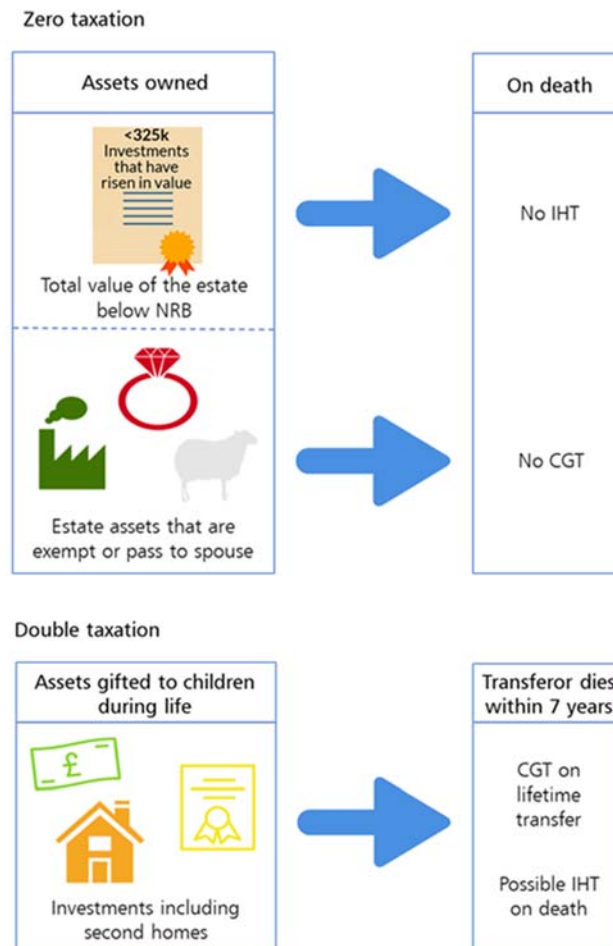 Zero taxation
Assets owned
On death
<325k
Investments
that have
risen in value
Total value of the estate
below NRB
No IHT
£
Estate assets that are
exempt or pass to spouse
No CGT
Double taxation
Assets gifted to children
during life
Transferor dies
within 7 years
Investments including
second homes
CGT on
lifetime
transfer
Possible IHT
on death